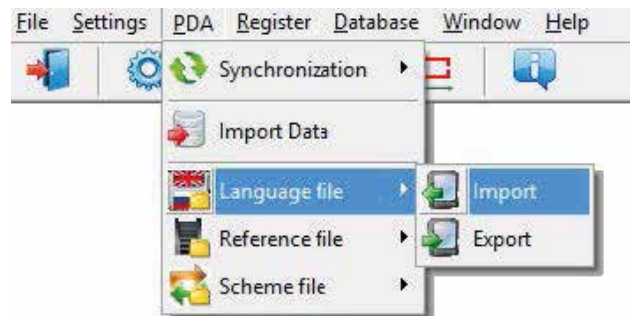 File Settings PDA Register Database Window Help
Synchronization
Import Data
Language file
Import
Reference file
Export
Scheme file